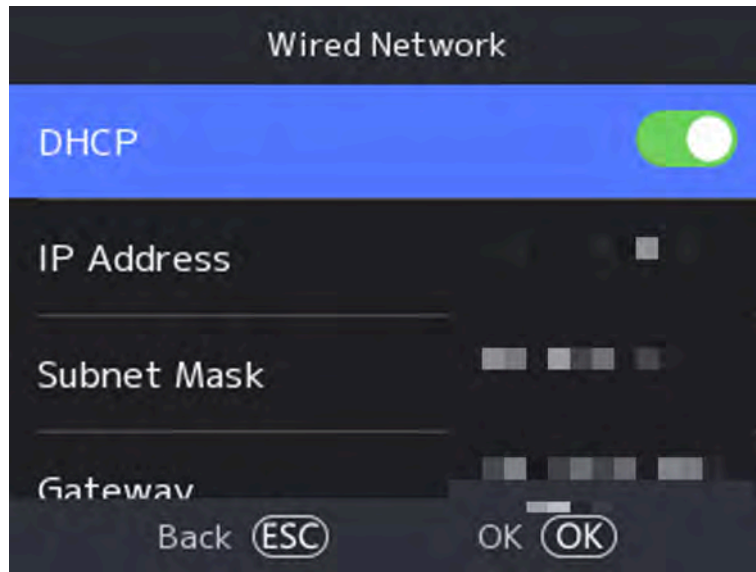 Wired Network
DHCP
IP Address
Subnet Mask
Gateway
Back ESC OK OK